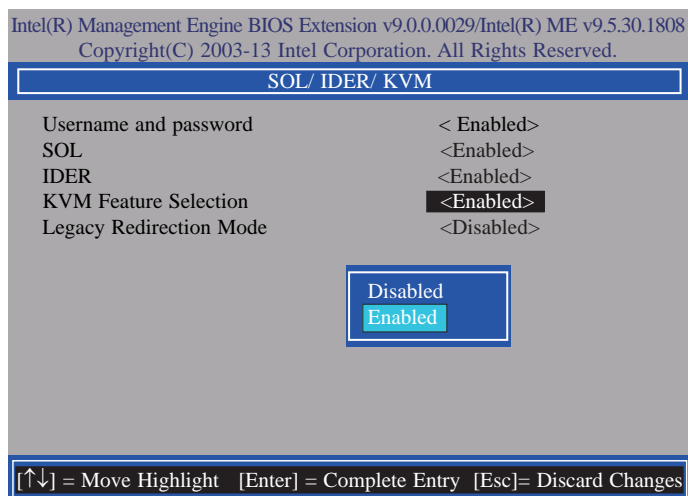 Intel(R) Management Engine BIOS Extension v9.0.0.0029/Intel(R) ME v9.5.30.1808
Copyright(C) 2003-13 Intel Corporation. All Rights Reserved.
SOL/ IDER/ KVM
Username and password < Enabled>
SOL <Enabled>
IDER <Enabled>
KVM Feature Selection <Enabled>
Legacy Redirection Mode <Disabled>
Disabled
Enabled
[↑↓] = Move Highlight [Enter] = Complete Entry [Esc]= Discard Changes